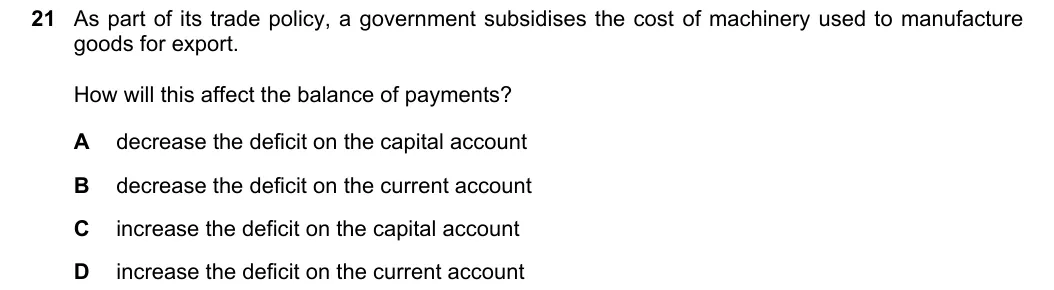 21 As part of its trade policy, a government subsidises the cost of machinery used to manufacture
goods for export.
How will this affect the balance of payments?
A decrease the deficit on the capital account
B decrease the deficit on the current account
C increase the deficit on the capital account
D increase the deficit on the current account